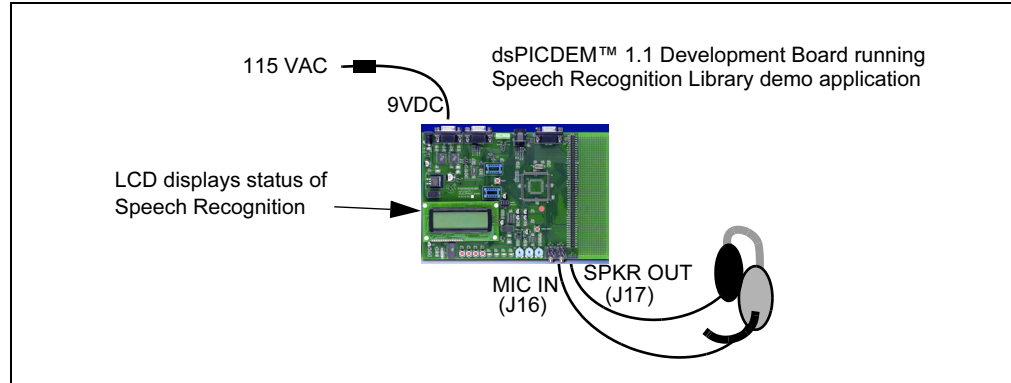 dsPICDEM™ 1.1 Development Board running
Speech Recognition Library demo application
115 VAC
9VDC
LCD displays status of
Speech Recognition
MIC IN
(J16)
SPKR OUT
(J17)